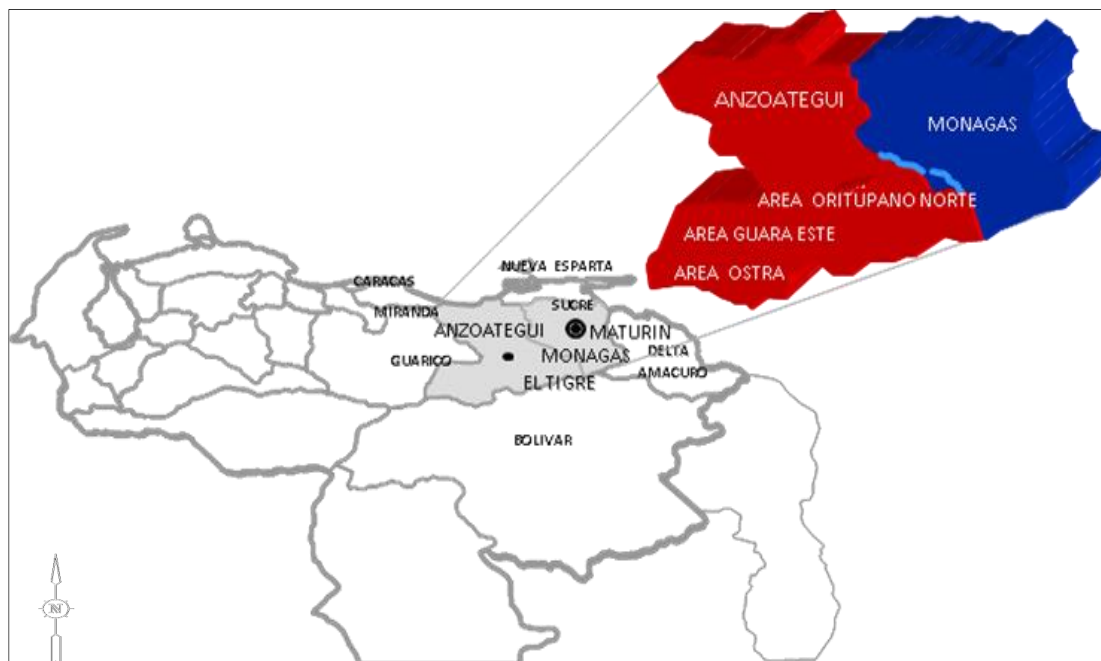 ANZOATEGUI
MONAGAS
AREA ORITÚPANO NORTE
AREA GUARA ESTE
AREA OSTRA
NUEVA ESPARTA
CARACAS
SUCRE
MIRANDA
ANZOATEGUI
MATURIN
GUARICO
MONAGAS
DELTA
AMACURO
EL TIGRE
BOLIVAR
N